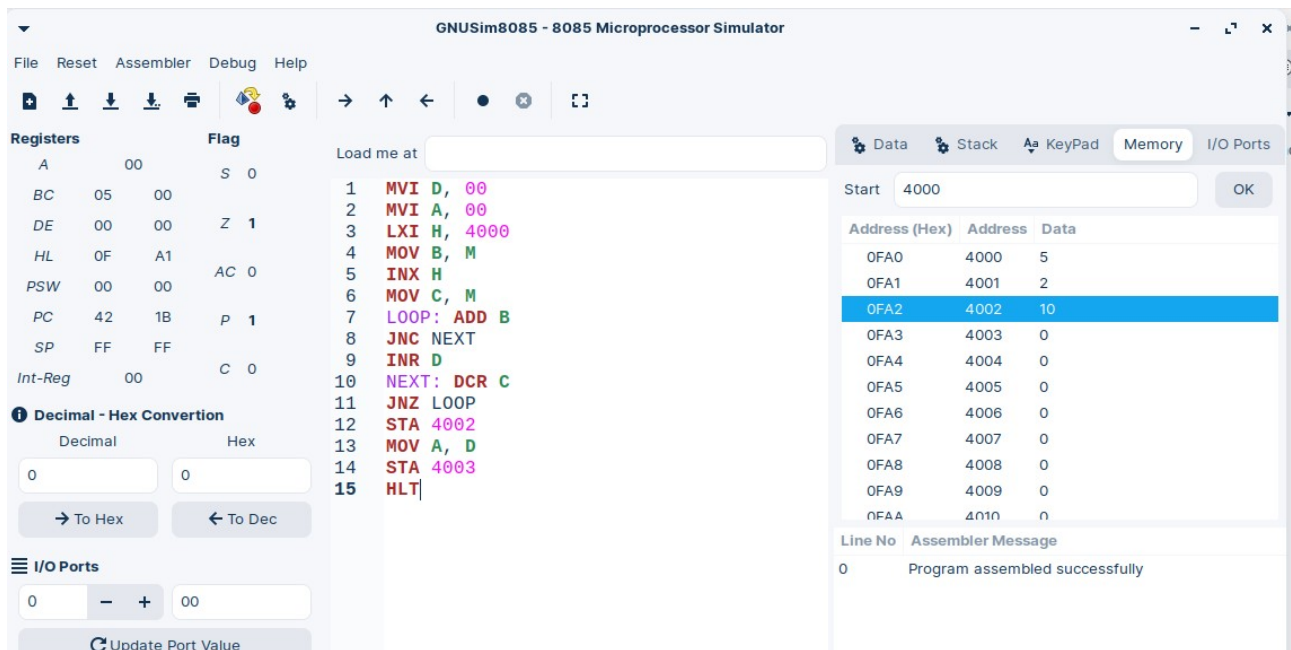 GNUSim8085 - 8085 Microprocessor Simulator
File Reset Assembler Debug Help
Registers Flag
A 00
BC 05 00
DE 00 00
HL 0F A1
PSW 00 00
PC 42 1B
SP FF FF
Int-Reg 00
S 0
Z 1
AC 0
P 1
C 0
Decimal - Hex Convertion
Decimal Hex
0 0
→ To Hex ← To Dec
I/O Ports
0 − + 00
Update Port Value
Load me at
1 MVI D, 00
2 MVI A, 00
3 LXI H, 4000
4 MOV B, M
5 INX H
6 MOV C, M
7 LOOP: ADD B
8 JNC NEXT
9 INR D
10 NEXT: DCR C
11 JNZ LOOP
12 STA 4002
13 MOV A, D
14 STA 4003
15 HLT
Data Stack KeyPad Memory I/O Ports
Start 4000 OK
Address (Hex) Address Data
0FA0 4000 5
0FA1 4001 2
0FA2 4002 10
0FA3 4003 0
0FA4 4004 0
0FA5 4005 0
0FA6 4006 0
0FA7 4007 0
0FA8 4008 0
0FA9 4009 0
0FAA 4010 0
Line No Assembler Message
0 Program assembled successfully